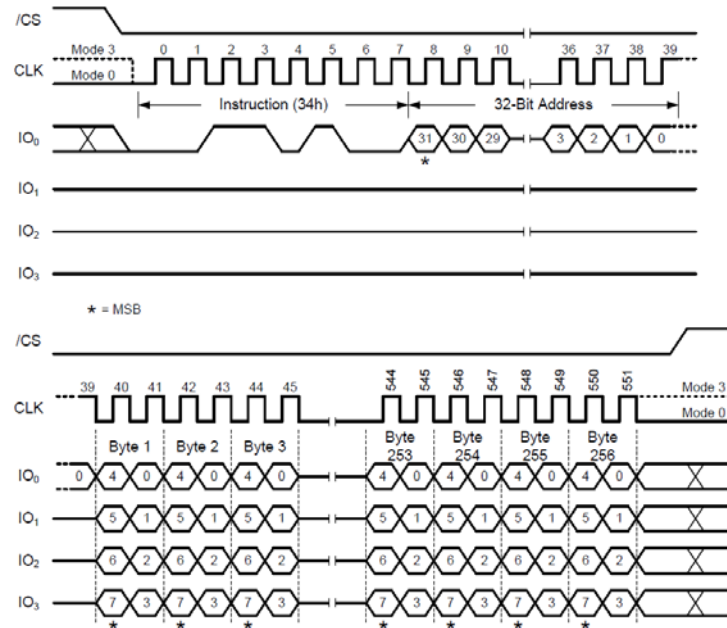 /CS
Mode 3 0 1 2 3 4 5 6 7 8 9 10 36 37 38 39
CLK
Mode 0
Instruction (34h) 32-Bit Address
IO0 31 30 29 3 2 1 0
*
IO1
IO2
IO3
* = MSB
/CS
39 40 41 42 43 44 45 544 545 546 547 548 549 550 551 Mode 3
CLK
Mode 0
Byte 1 Byte 2 Byte 3 Byte 253 Byte 254 Byte 255 Byte 256
IO0 0 4 0 4 0 4 0 4 0 4 0 4 0 4 0
IO1 5 1 5 1 5 1 5 1 5 1 5 1 5 1
IO2 6 2 6 2 6 2 6 2 6 2 6 2 6 2
IO3 7 3 7 3 7 3 7 3 7 3 7 3 7 3
* * * * * * *